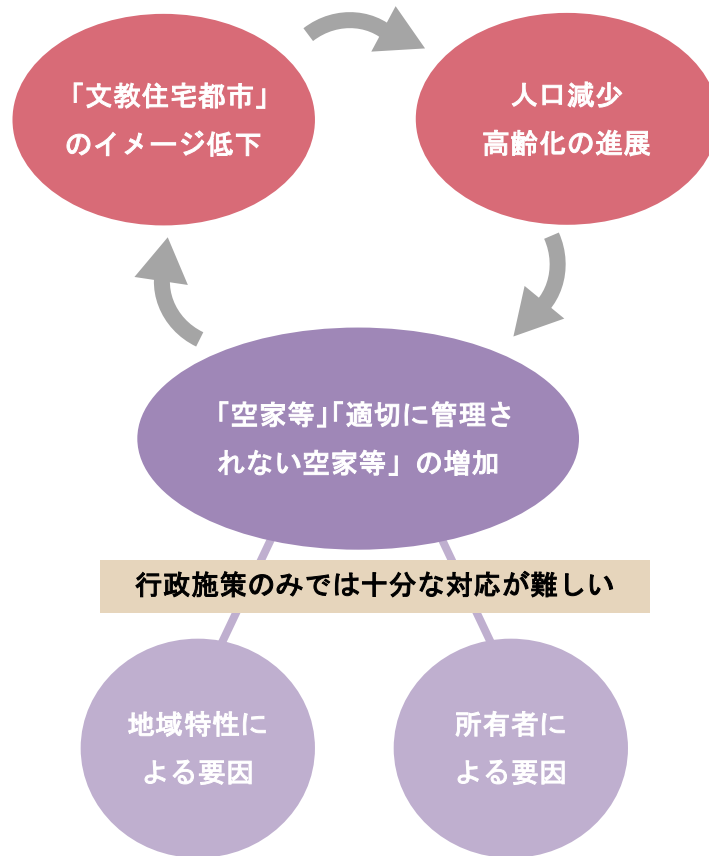 「文教住宅都市」
のイメージ低下
人口減少
高齢化の進展
「空家等」「適切に管理さ
れない空家等」の増加
行政施策のみでは十分な対応が難しい
地域特性に
よる要因
所有者に
よる要因